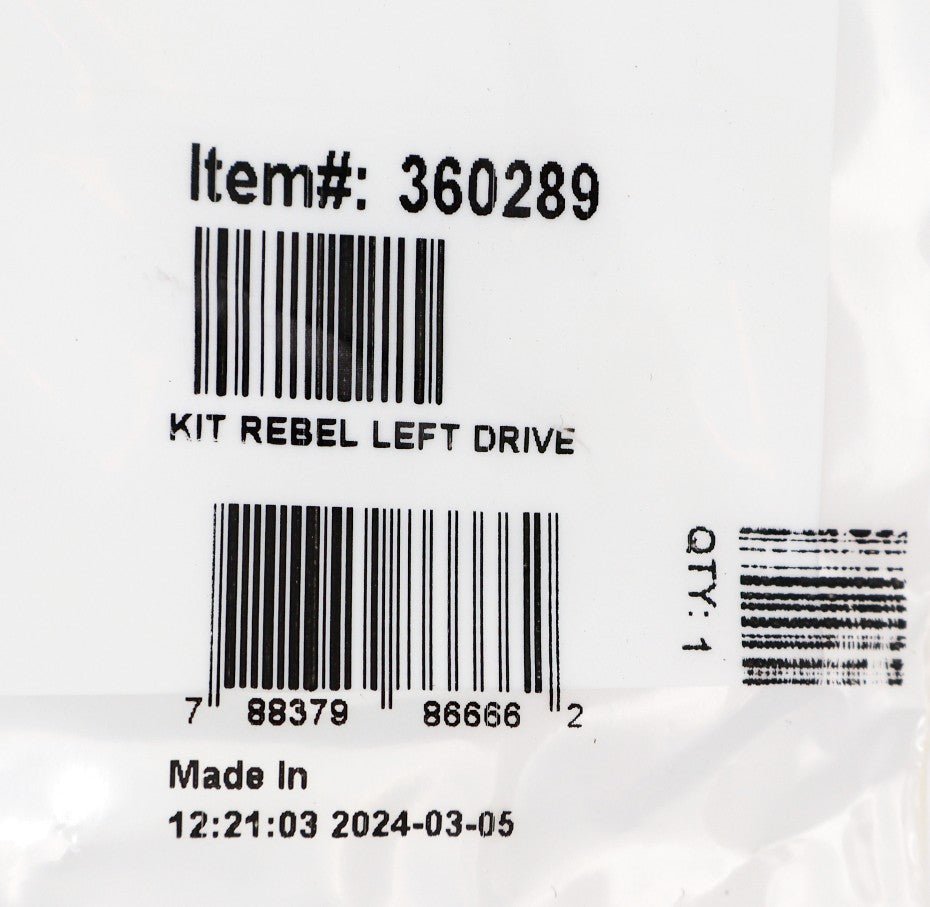 Item#: 360289
KIT REBEL LEFT DRIVE
7 88379 86666 2
QTY: 1
Made In
12:21:03 2024-03-05